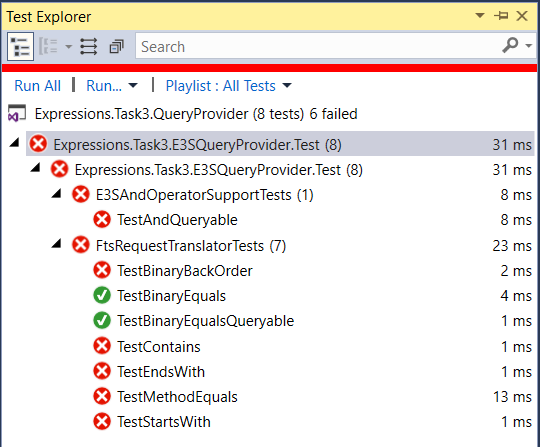 Test Explorer
Search
Run All | Run... | Playlist : All Tests
Expressions.Task3.QueryProvider (8 tests) 6 failed
Expressions.Task3.E3SQueryProvider.Test (8) 31 ms
Expressions.Task3.E3SQueryProvider.Test (8) 31 ms
E3SAndOperatorSupportTests (1) 8 ms
TestAndQueryable 8 ms
FtsRequestTranslatorTests (7) 23 ms
TestBinaryBackOrder 2 ms
TestBinaryEquals 4 ms
TestBinaryEqualsQueryable 1 ms
TestContains 1 ms
TestEndsWith 1 ms
TestMethodEquals 13 ms
TestStartsWith 1 ms